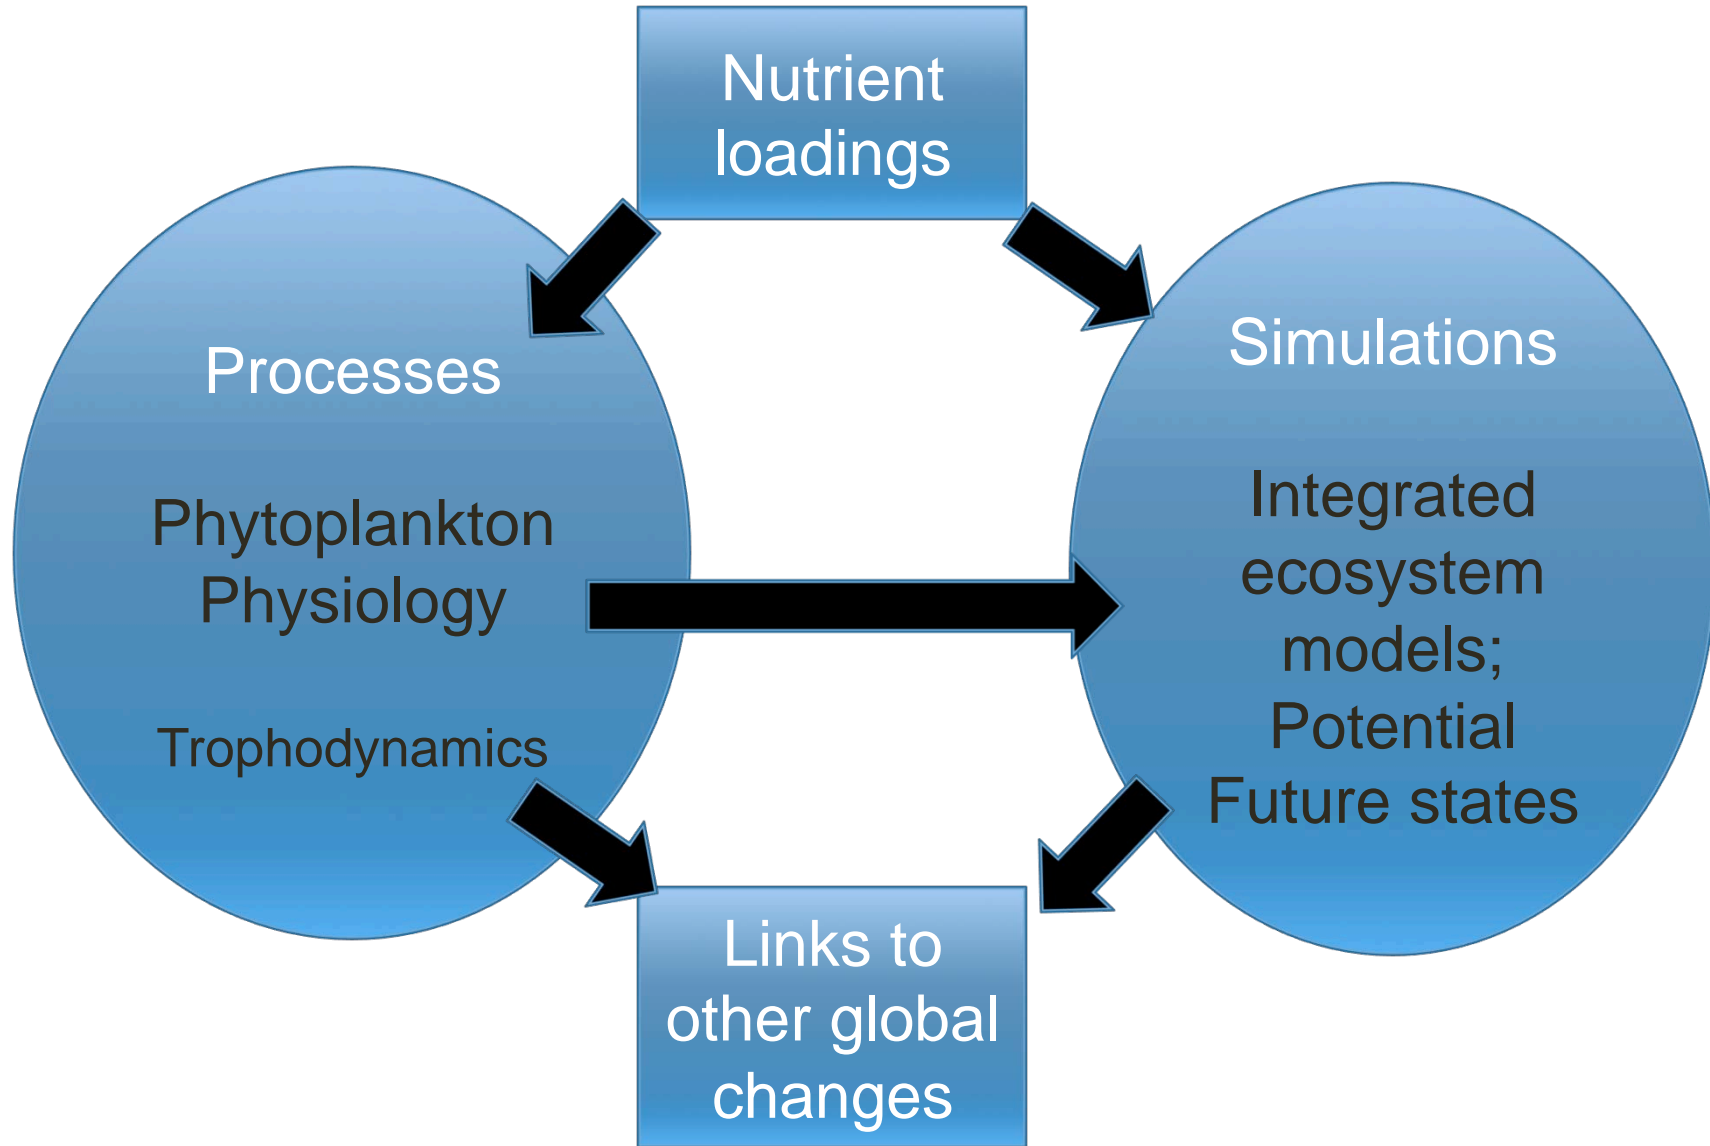 Nutrient
loadings
Processes
Phytoplankton
Physiology
Trophodynamics
Simulations
Integrated
ecosystem
models;
Potential
Future states
Links to
other global
changes